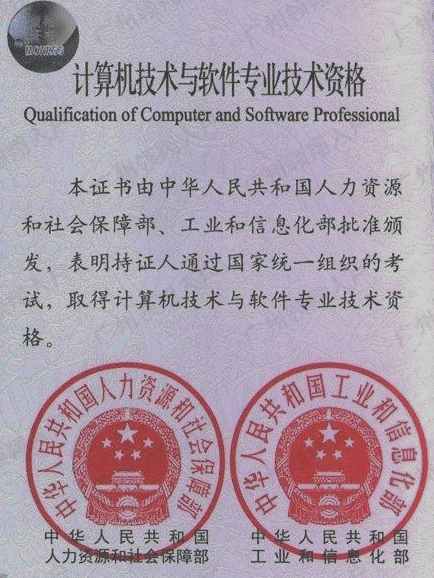 MOHRSS
计算机技术与软件专业技术资格
Qualification of Computer and Software Professional
本证书由中华人民共和国人力资源
和社会保障部、工业和信息化部批准颁
发，表明持证人通过国家统一组织的考
试，取得计算机技术与软件专业技术资
格。
中华人民共和国人力资源和社会保障部
中华人民共和国工业和信息化部
中华人民共和国 中华人民共和国
人力资源和社会保障部 工业和信息化部